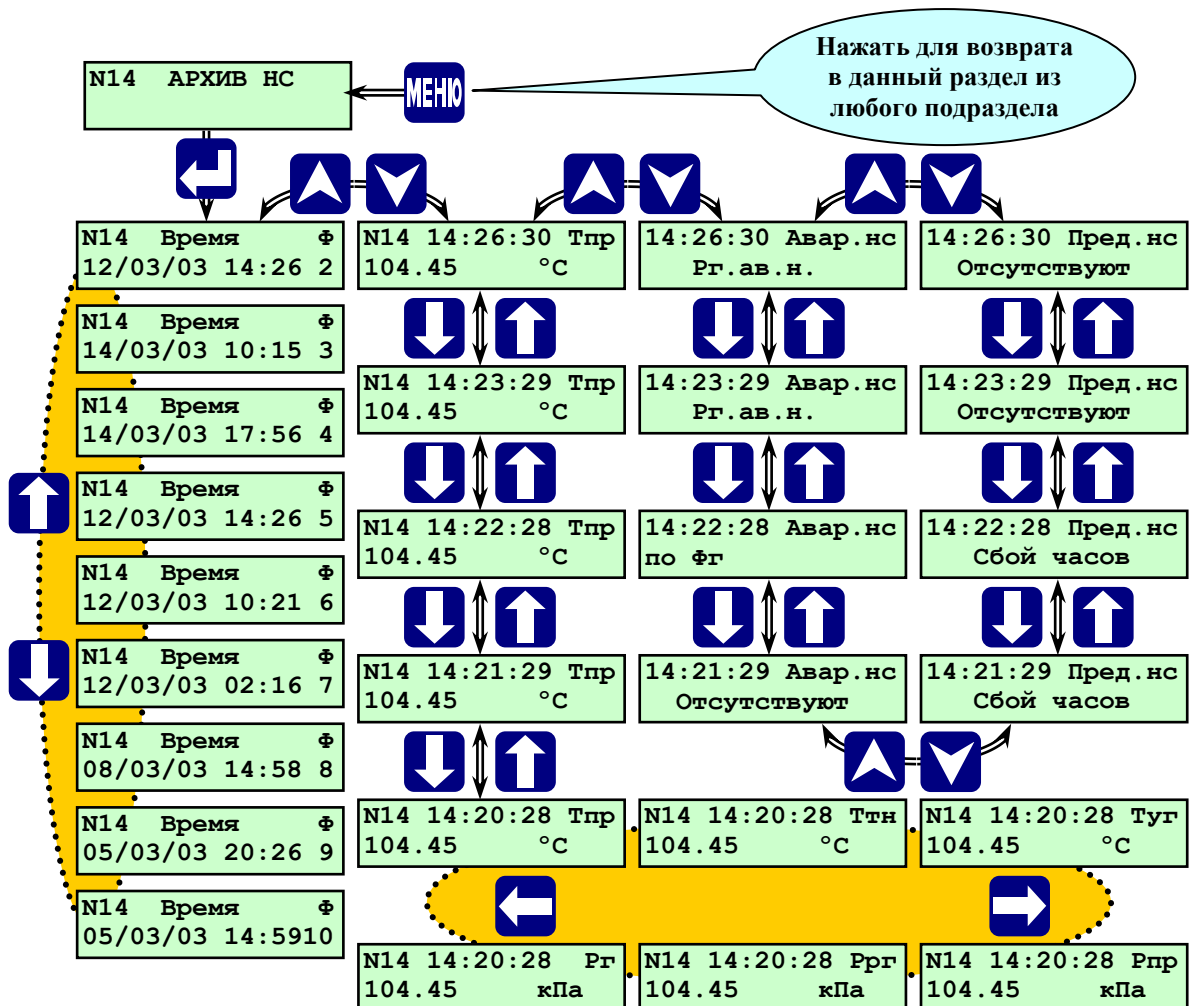 Нажать для возврата
в данный раздел из
любого подраздела
N14 АРХИВ НС
МЕНЮ
N14 Время Ф
12/03/03 14:26 2
N14 14:26:30 Тпр
104.45 °С
14:26:30 Авар.нс
Рг.ав.н.
14:26:30 Пред.нс
Отсутствуют
N14 Время Ф
14/03/03 10:15 3
N14 14:23:29 Тпр
104.45 °С
14:23:29 Авар.нс
Рг.ав.н.
14:23:29 Пред.нс
Отсутствуют
N14 Время Ф
14/03/03 17:56 4
N14 Время Ф
12/03/03 14:26 5
N14 14:22:28 Тпр
104.45 °С
14:22:28 Авар.нс
по Фг
14:22:28 Пред.нс
Сбой часов
N14 Время Ф
12/03/03 10:21 6
N14 Время Ф
12/03/03 02:16 7
N14 14:21:29 Тпр
104.45 °С
14:21:29 Авар.нс
Отсутствуют
14:21:29 Пред.нс
Сбой часов
N14 Время Ф
08/03/03 14:58 8
N14 Время Ф
05/03/03 20:26 9
N14 14:20:28 Тпр
104.45 °С
N14 14:20:28 Ттн
104.45 °С
N14 14:20:28 Туг
104.45 °С
N14 Время Ф
05/03/03 14:5910
N14 14:20:28 Рг
104.45 кПа
N14 14:20:28 Ррг
104.45 кПа
N14 14:20:28 Рпр
104.45 кПа